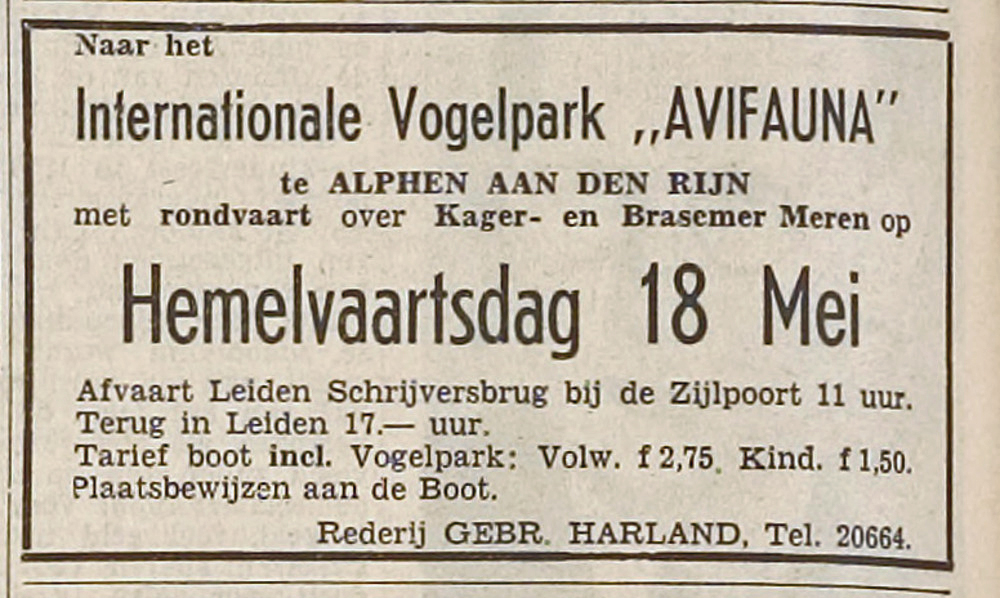 Naar het
Internationale Vogelpark „AVIFAUNA”
te ALPHEN AAN DEN RIJN
met rondvaart over Kager- en Brasemer Meren op
Hemelvaartsdag 18 Mei
Afvaart Leiden Schrijversbrug bij de Zijlpoort 11 uur.
Terug in Leiden 17.— uur.
Tarief boot incl. Vogelpark: Volw. f 2,75. Kind. f 1,50.
Plaatsbewijzen aan de Boot.
Rederij GEBR. HARLAND, Tel. 20664.